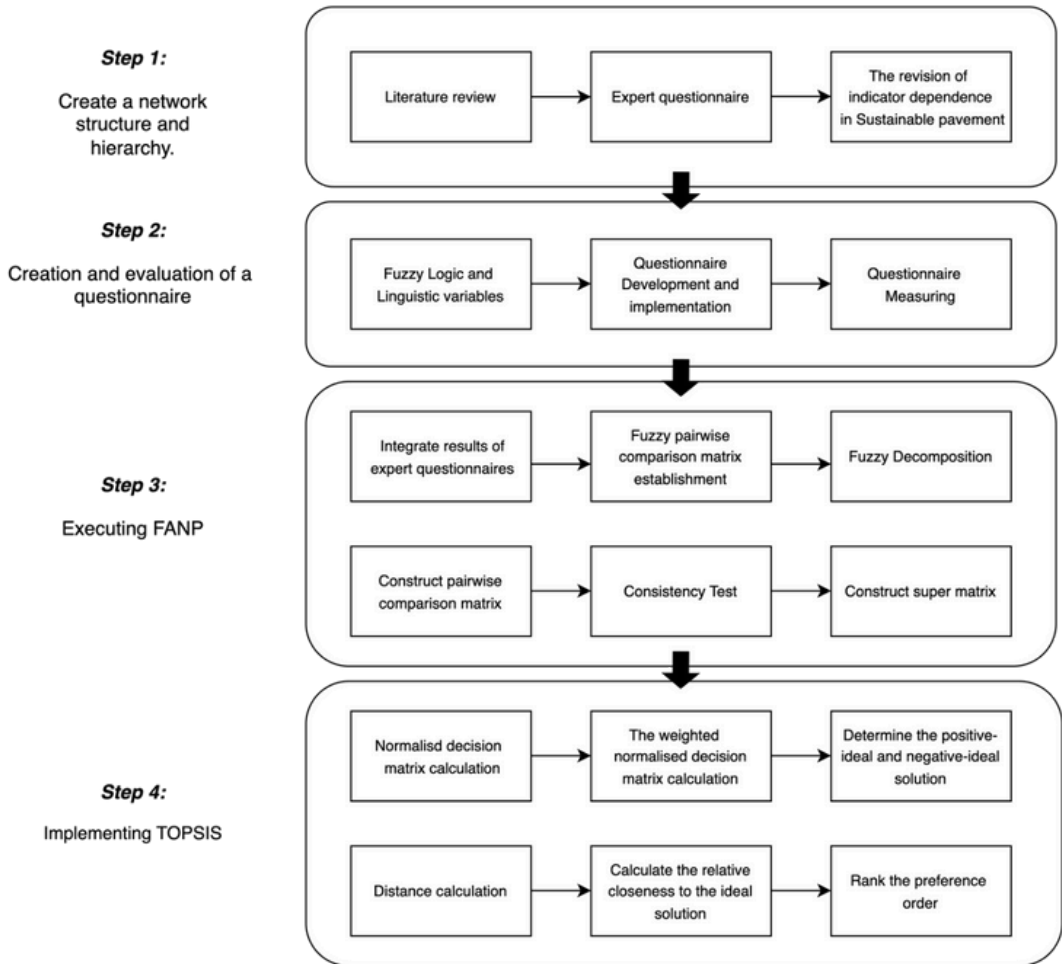 Step 1:
Create a network
structure and
hierarchy.
Literature review
Expert questionnaire
The revision of
indicator dependence
in Sustainable pavement
Step 2:
Creation and evaluation of a
questionnaire
Fuzzy Logic and
Linguistic variables
Questionnaire
Development and
implementation
Questionnaire
Measuring
Step 3:
Executing FANP
Integrate results of
expert questionnaires
Fuzzy pairwise
comparison matrix
establishment
Fuzzy Decomposition
Construct pairwise
comparison matrix
Consistency Test
Construct super matrix
Step 4:
Implementing TOPSIS
Normalisd decision
matrix calculation
The weighted
normalised decision
matrix calculation
Determine the positive-
ideal and negative-ideal
solution
Distance calculation
Calculate the relative
closeness to the ideal
solution
Rank the preference
order